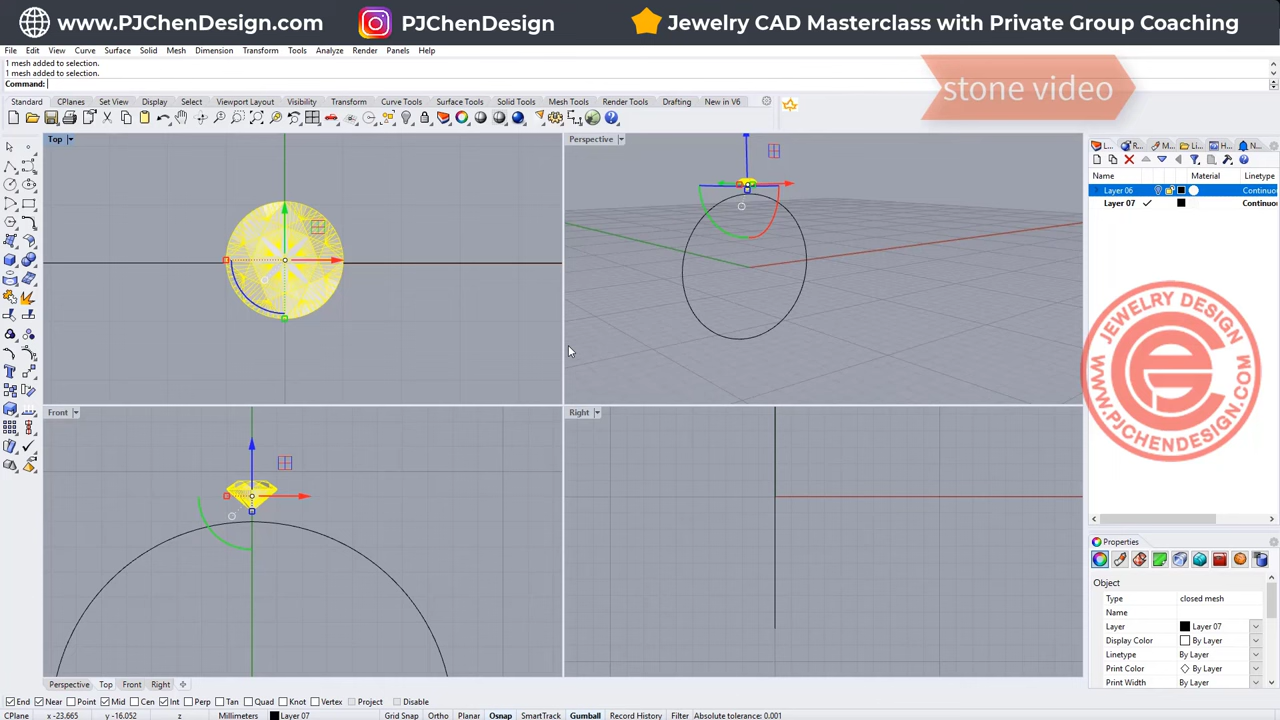 www.PJChenDesign.com PJChenDesign Jewelry CAD Masterclass with Private Group Coaching
File Edit View Curve Surface Solid Mesh Dimension Transform Tools Analyze Render Panels Help
1 mesh added to selection.
1 mesh added to selection.
Command:
stone video
Standard CPlanes Set View Display Select Viewport Layout Visibility Transform Curve Tools Surface Tools Solid Tools Mesh Tools Render Tools Drafting New in V6
Top
Perspective
L... R... M... Li... H... N...
Name Material Linetype
Layer 06 Continuo
Layer 07 Continuo
JEWELRY DESIGN
WWW.PJCHENDESIGN.COM
Front
Right
Properties
Object
Type closed mesh
Name
Layer Layer 07
Display Color By Layer
Linetype By Layer
Print Color By Layer
Print Width By Layer
Perspective Top Front Right
End Near Point Mid Cen Int Perp Tan Quad Knot Vertex Project Disable
CPlane x -23.665 y -16.052 z Millimeters Layer 07 Grid Snap Ortho Planar Osnap SmartTrack Gumball Record History Filter Absolute tolerance: 0.001